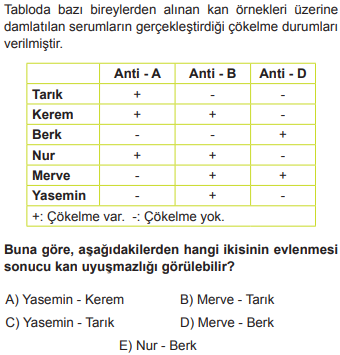 Tabloda bazı bireylerden alınan kan örnekleri üzerine
damlatılan serumların gerçekleştirdiği çökelme durumları
verilmiştir.
Anti - A Anti - B Anti - D
Tarık + - -
Kerem + + -
Berk - - +
Nur + + -
Merve - + +
Yasemin - + -
+: Çökelme var. -: Çökelme yok.
Buna göre, aşağıdakilerden hangi ikisinin evlenmesi
sonucu kan uyuşmazlığı görülebilir?
A) Yasemin - Kerem B) Merve - Tarık
C) Yasemin - Tarık D) Merve - Berk
E) Nur - Berk